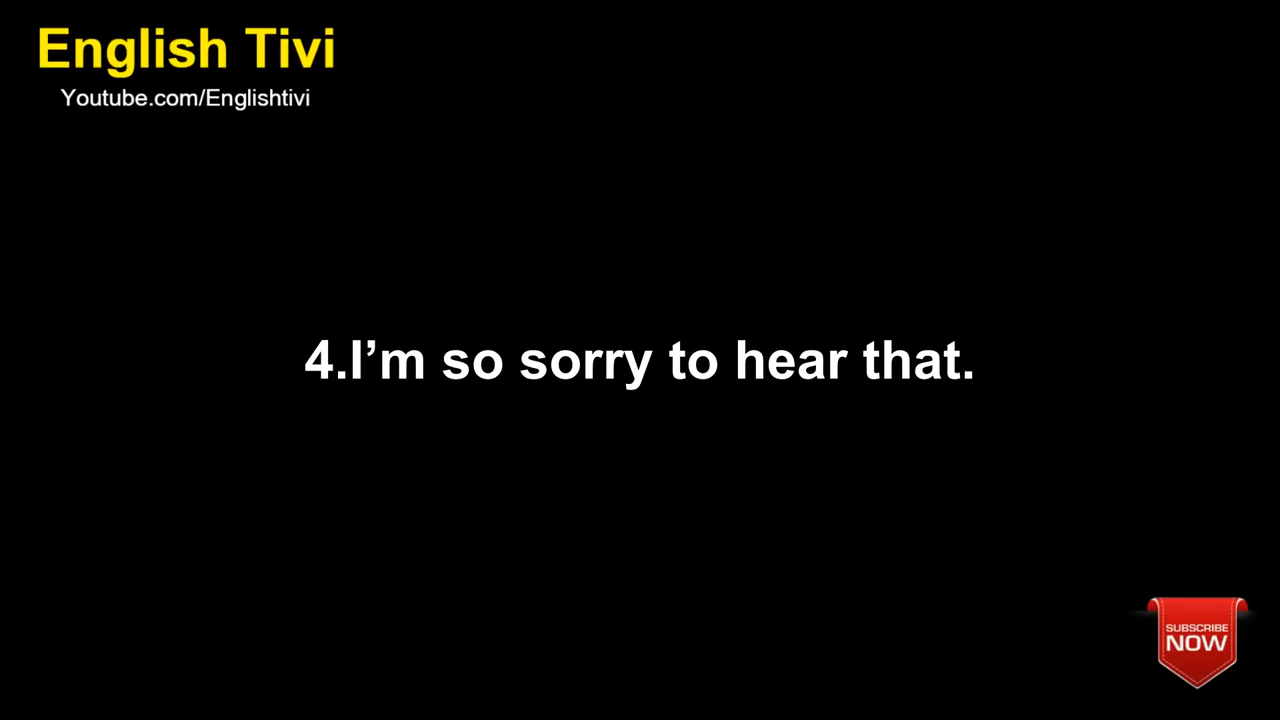 English Tivi
Youtube.com/Englishtivi
4.I’m so sorry to hear that.
SUBSCRIBE
NOW